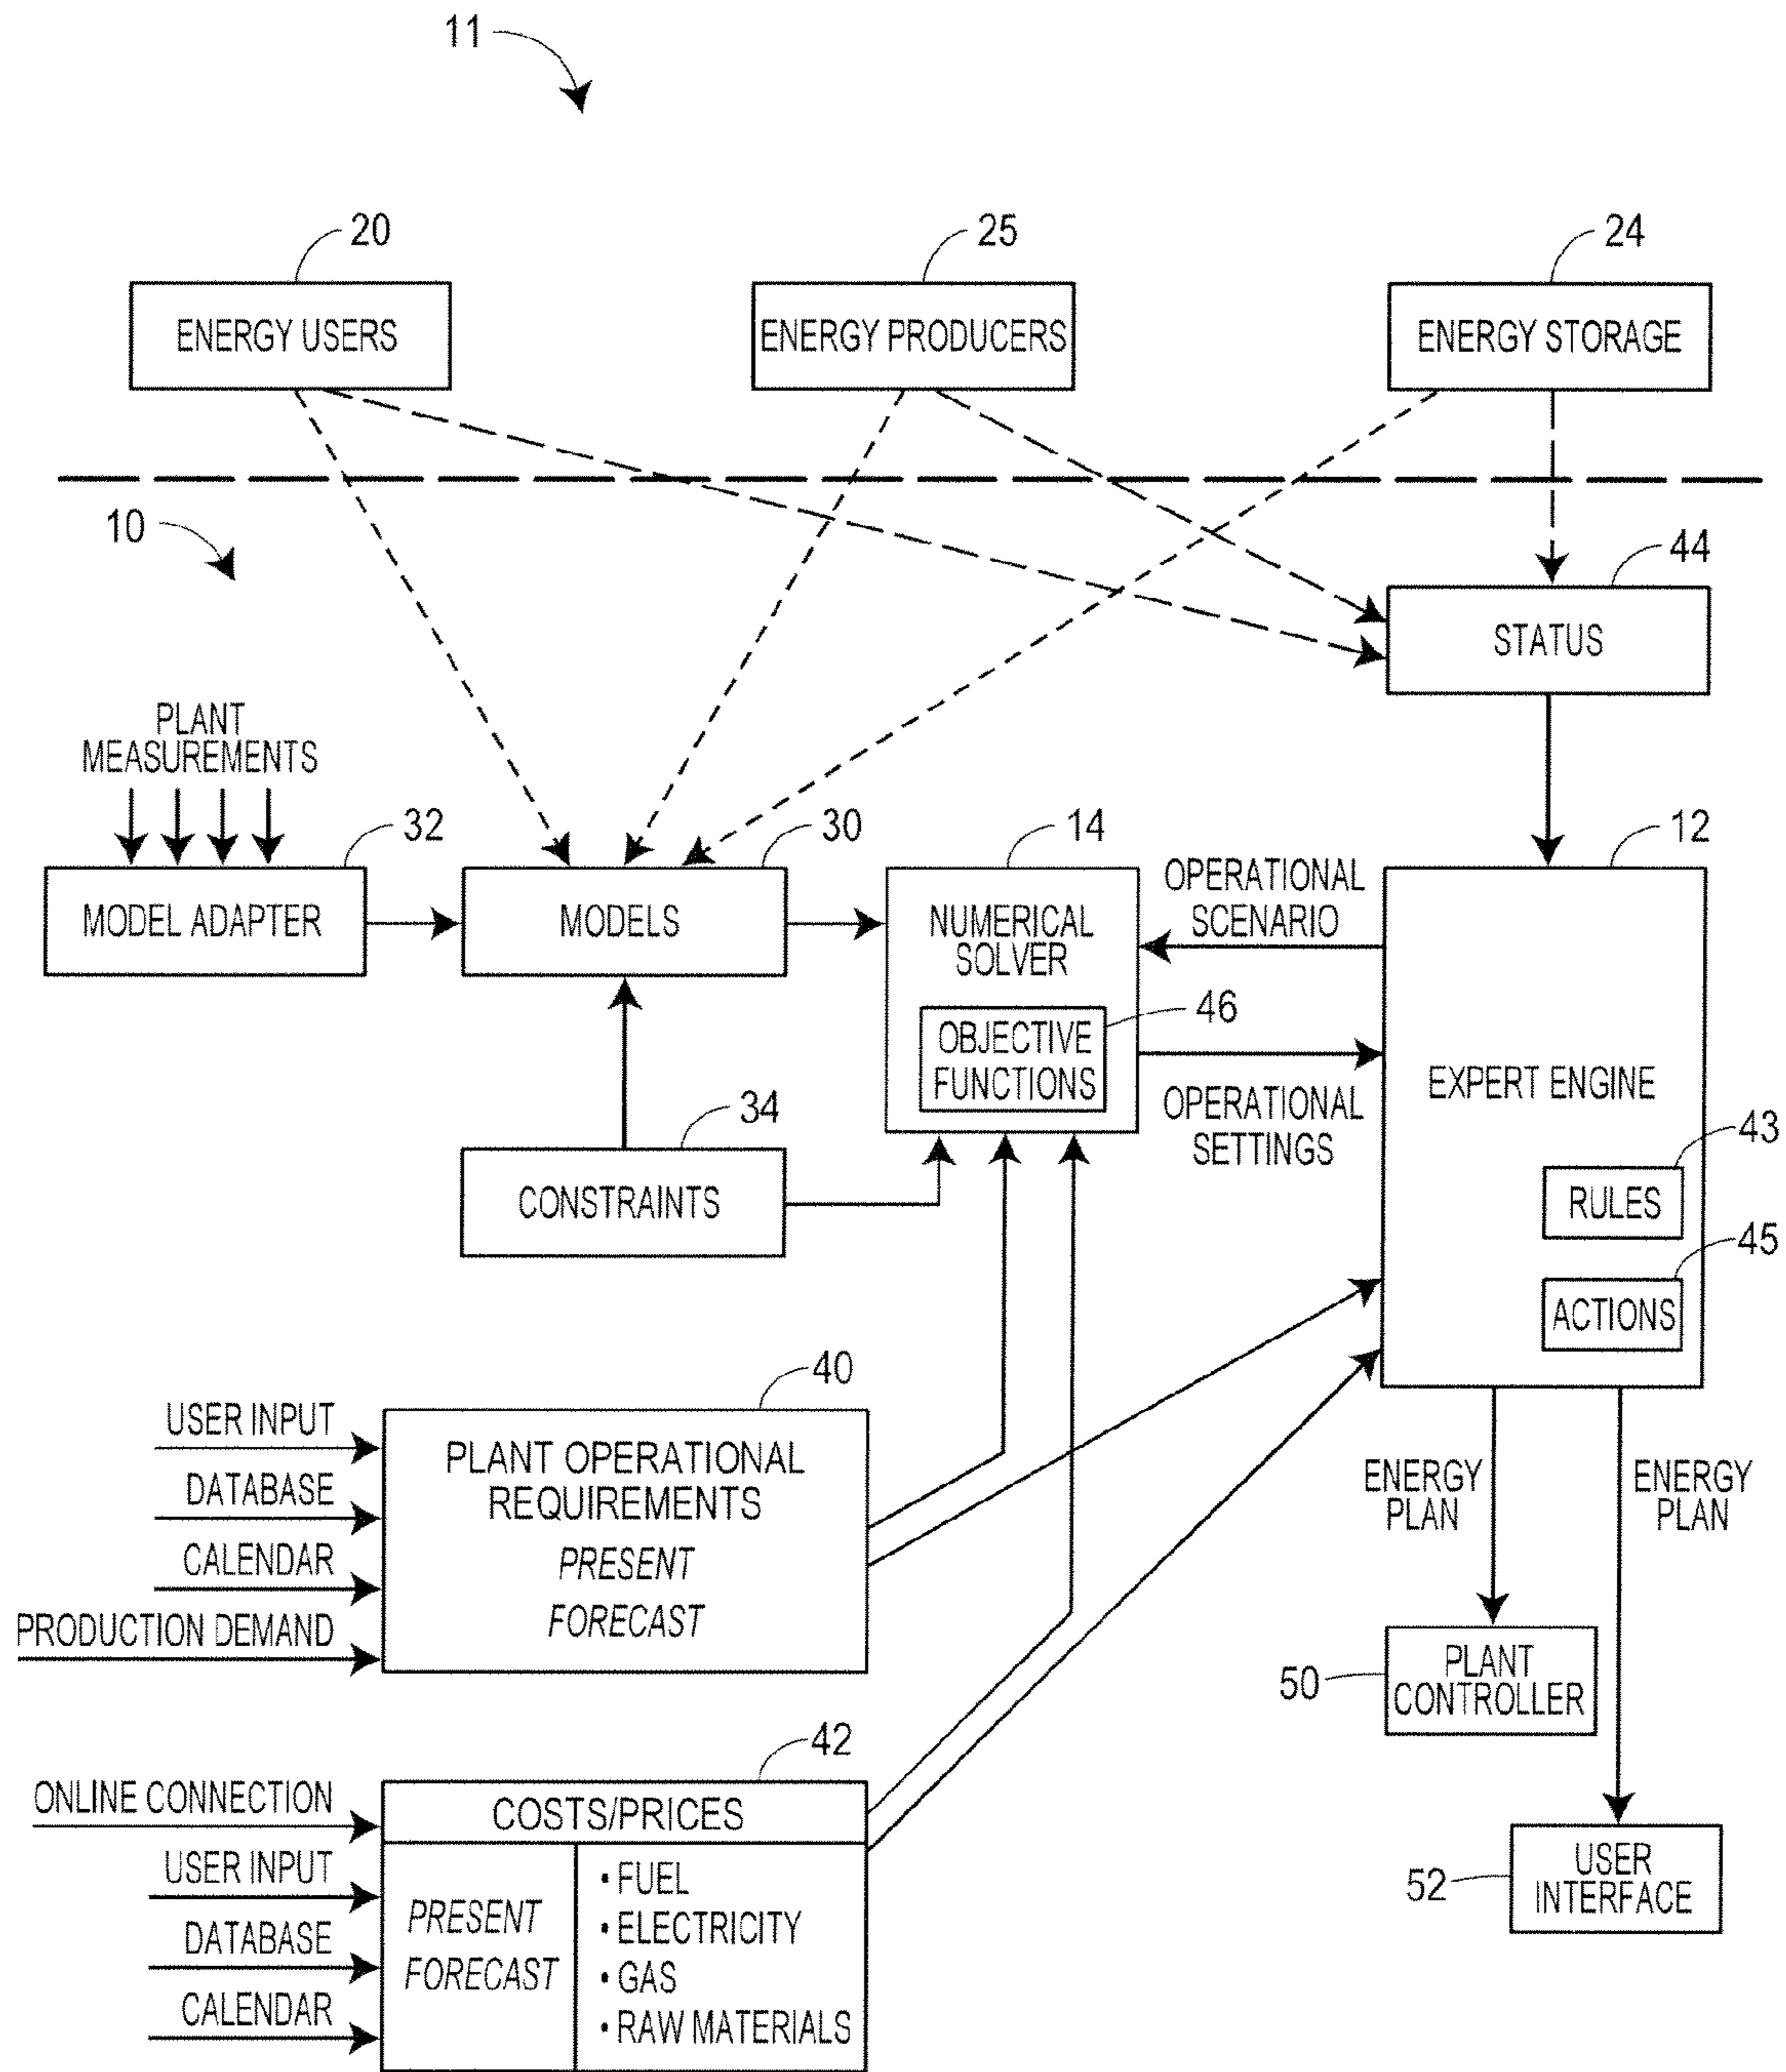 11
20
25
24
ENERGY USERS
ENERGY PRODUCERS
ENERGY STORAGE
10
44
STATUS
PLANT
MEASUREMENTS
32
30
14
12
MODEL ADAPTER
MODELS
NUMERICAL
SOLVER
OPERATIONAL
SCENARIO
46
OBJECTIVE
FUNCTIONS
EXPERT ENGINE
OPERATIONAL
SETTINGS
34
CONSTRAINTS
43
RULES
45
ACTIONS
40
USER INPUT
DATABASE
CALENDAR
PRODUCTION DEMAND
PLANT OPERATIONAL
REQUIREMENTS
PRESENT
FORECAST
ENERGY
PLAN
ENERGY
PLAN
50
PLANT
CONTROLLER
42
ONLINE CONNECTION
USER INPUT
DATABASE
CALENDAR
COSTS/PRICES
PRESENT
FORECAST
• FUEL
• ELECTRICITY
• GAS
• RAW MATERIALS
52
USER
INTERFACE